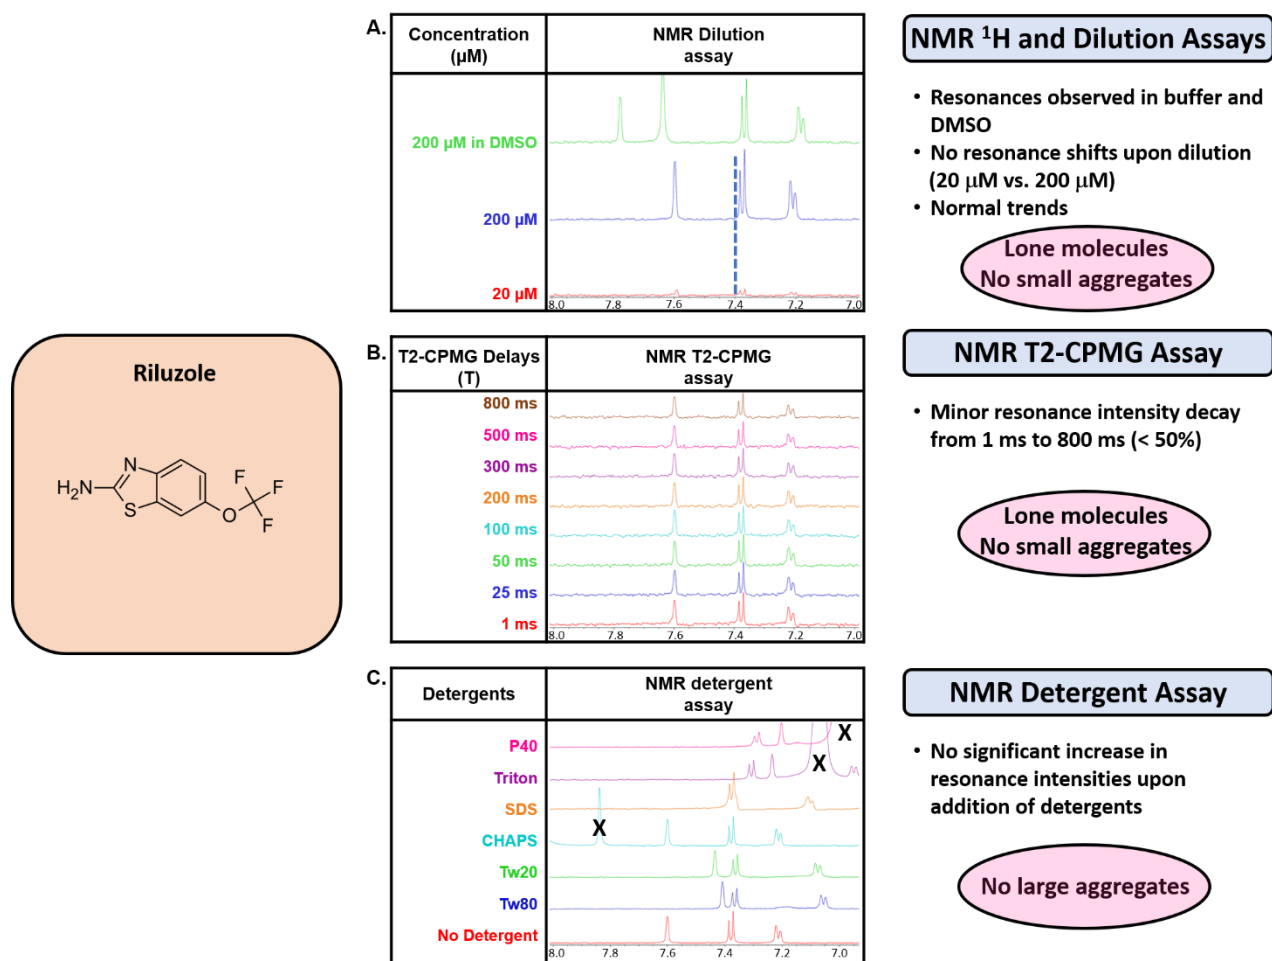 A.
Concentration
(µM)
NMR Dilution
assay
200 µM in DMSO
200 µM
20 µM
8.0 7.8 7.6 7.4 7.2 7.0
NMR ¹H and Dilution Assays
• Resonances observed in buffer and
DMSO
• No resonance shifts upon dilution
(20 µM vs. 200 µM)
• Normal trends
Lone molecules
No small aggregates
Riluzole
H₂N
N
S
O
F
F
F
B.
T2-CPMG Delays
(T)
NMR T2-CPMG
assay
800 ms
500 ms
300 ms
200 ms
100 ms
50 ms
25 ms
1 ms
8.0 7.8 7.6 7.4 7.2 7.0
NMR T2-CPMG Assay
• Minor resonance intensity decay
from 1 ms to 800 ms (< 50%)
Lone molecules
No small aggregates
C.
Detergents
NMR detergent
assay
P40
X
Triton
X
SDS
CHAPS
X
Tw20
Tw80
No Detergent
8.0 7.8 7.6 7.4 7.2 7.0
NMR Detergent Assay
• No significant increase in
resonance intensities upon
addition of detergents
No large aggregates